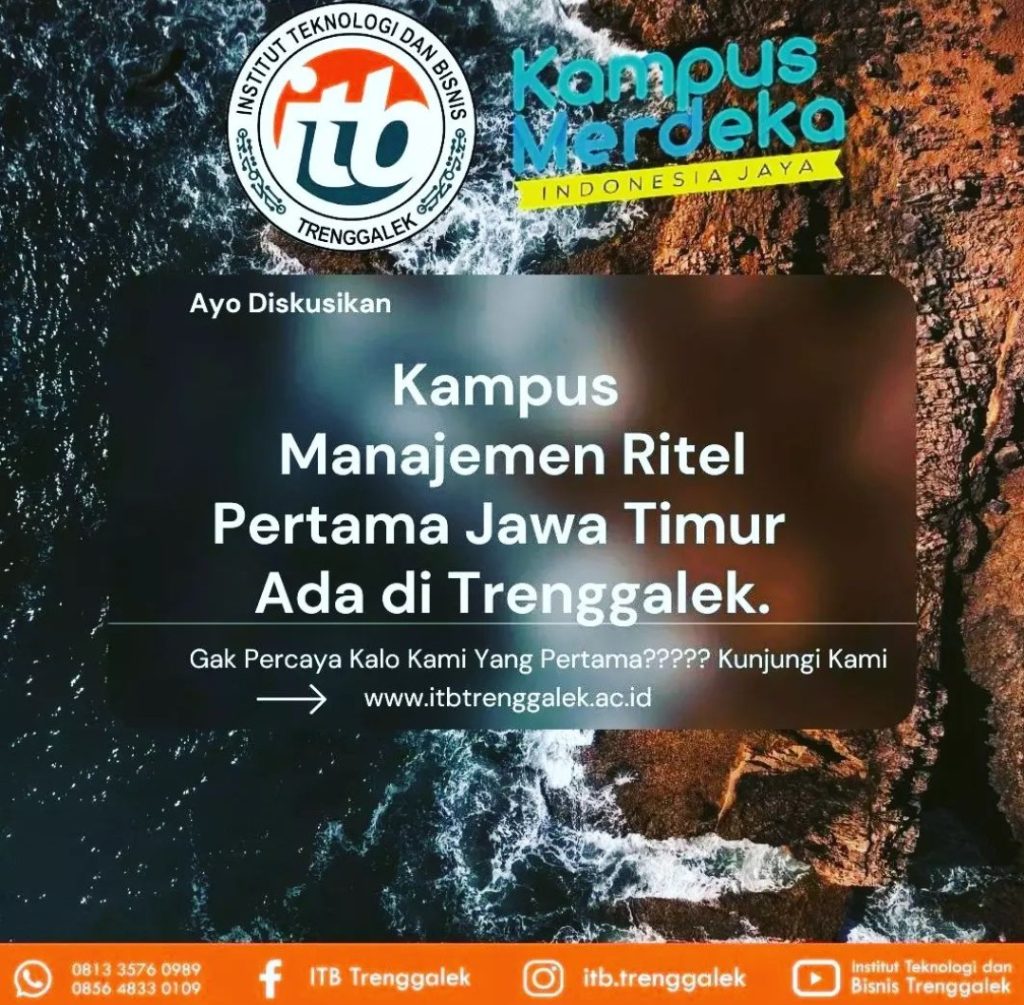 INSTITUT TEKNOLOGI DAN BISNIS
itb
TRENGGALEK
Kampus
Merdeka
INDONESIA JAYA
Ayo Diskusikan
Kampus
Manajemen Ritel
Pertama Jawa Timur
Ada di Trenggalek.
Gak Percaya Kalo Kami Yang Pertama????? Kunjungi Kami
www.itbtrenggalek.ac.id
0813 3576 0989
0856 4833 0109
ITB Trenggalek
itb.trenggalek
Institut Teknologi dan
Bisnis Trenggalek